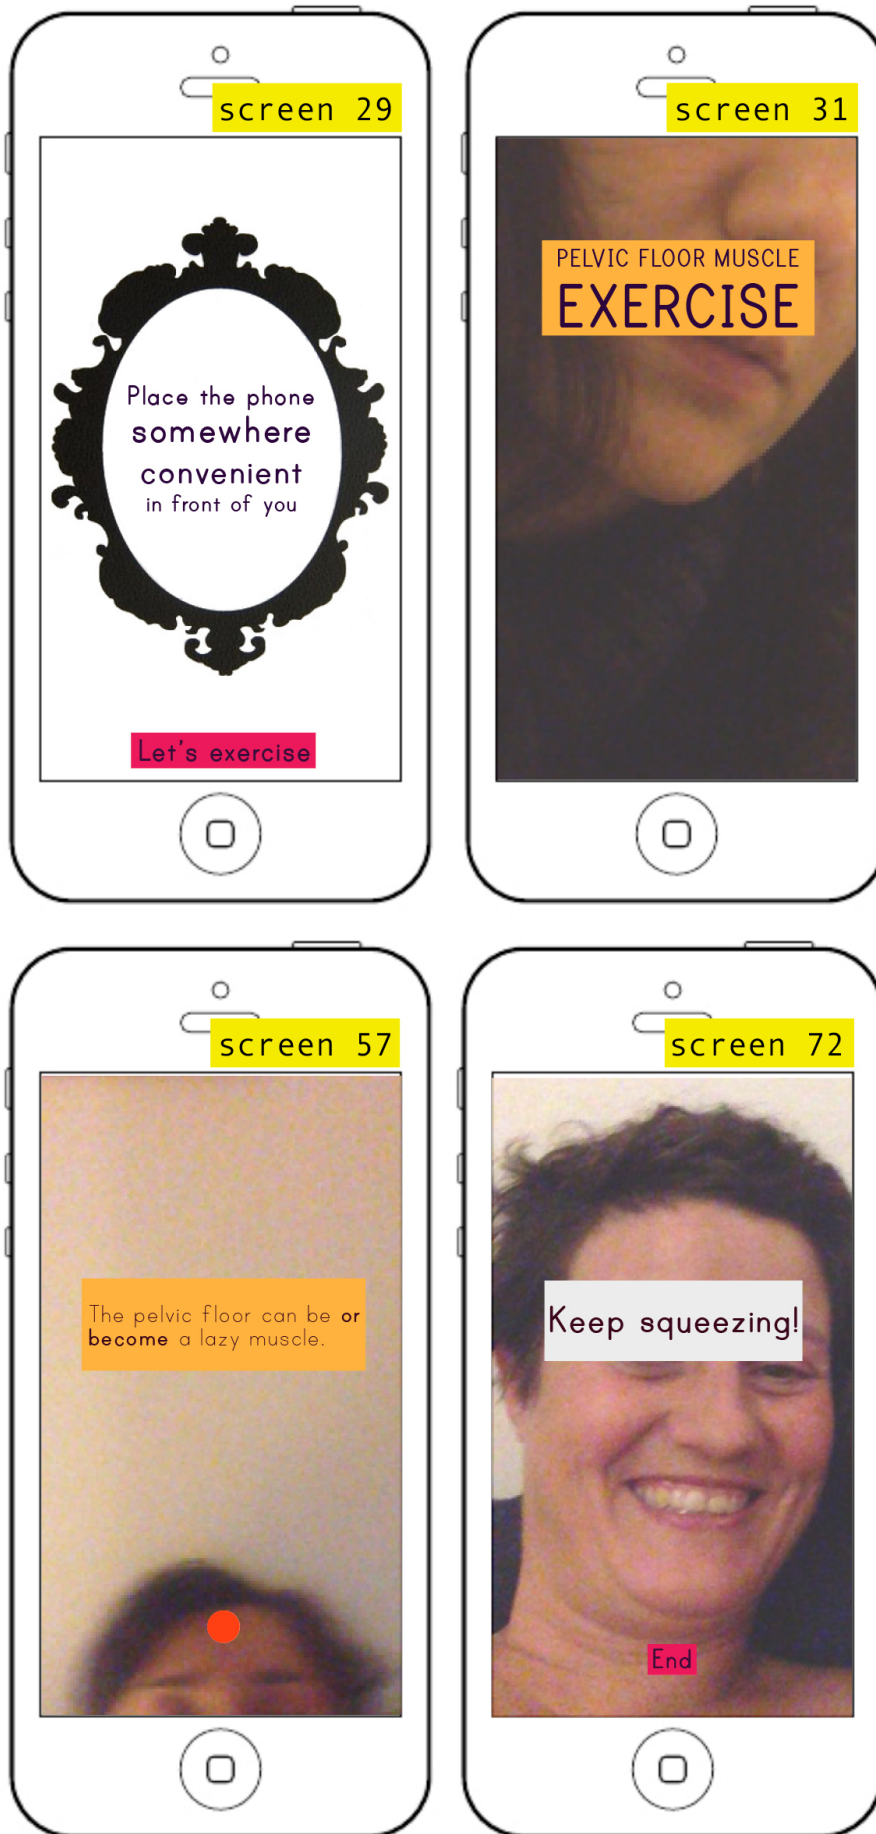 screen 29
Place the phone
somewhere
convenient
in front of you
Let's exercise
screen 31
PELVIC FLOOR MUSCLE
EXERCISE
screen 57
The pelvic floor can be or
become a lazy muscle.
screen 72
Keep squeezing!
End